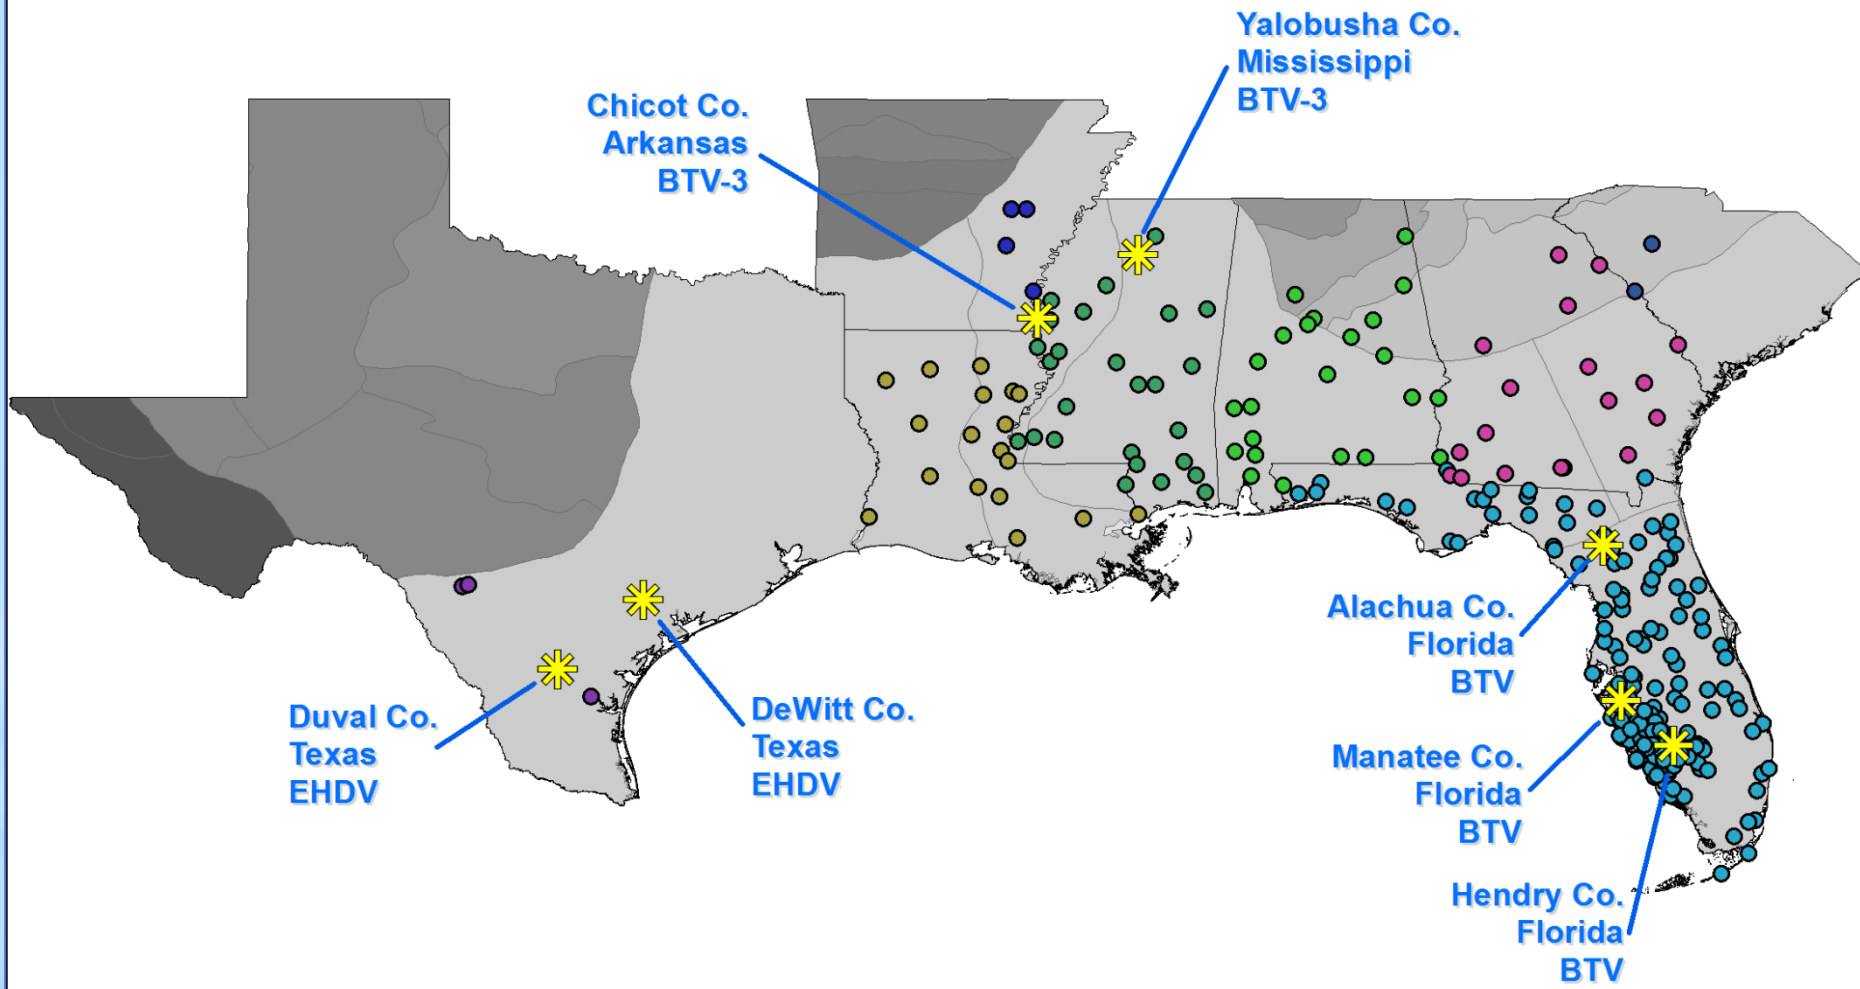 Yalobusha Co.
Mississippi
BTV-3
Chicot Co.
Arkansas
BTV-3
Alachua Co.
Florida
BTV
Duval Co.
Texas
EHDV
DeWitt Co.
Texas
EHDV
Manatee Co.
Florida
BTV
Hendry Co.
Florida
BTV